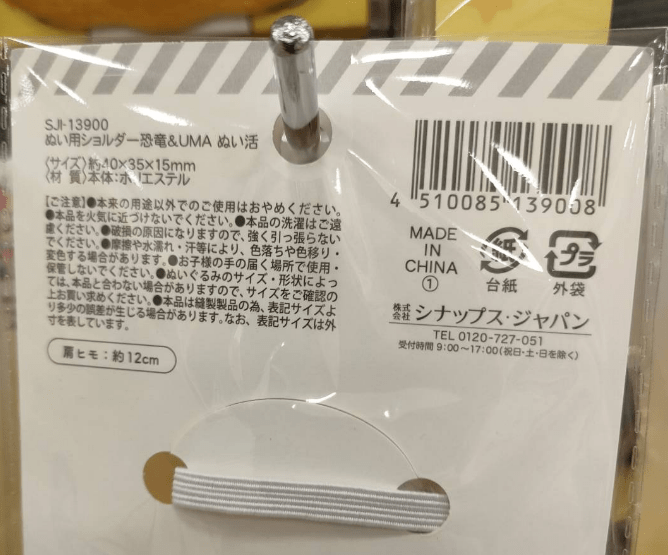 SJI-13900
ぬい用ショルダー恐竜&UMA ぬい活
〈サイズ〉約40×35×15mm
〈材 質〉本体:ポリエステル
【ご注意】●本来の用途以外でのご使用はおやめください。
●本品を火気に近づけないでください。●本品の洗濯はご遠
慮ください。●破損の原因になりますので、強く引っ張らない
でください。●摩擦や水濡れ・汗等により、色落ちや色移り・
変色する場合があります。●お子様の手の届く場所で使用・
保管しないでください。●ぬいぐるみのサイズ・形状によっ
ては、本品と合わない場合がありますので、サイズをご確認の
上お買い求めください。●本品は縫製製品の為、表記サイズよ
り多少の誤差が生じる場合があります。なお、表記サイズは外
寸を表しています。
肩ヒモ:約12cm
4 510085 139008
MADE
IN
CHINA
①
紙
台紙
プラ
外袋
株式会社 シナップス・ジャパン
TEL 0120-727-051
受付時間 9:00〜17:00(祝日・土・日を除く)